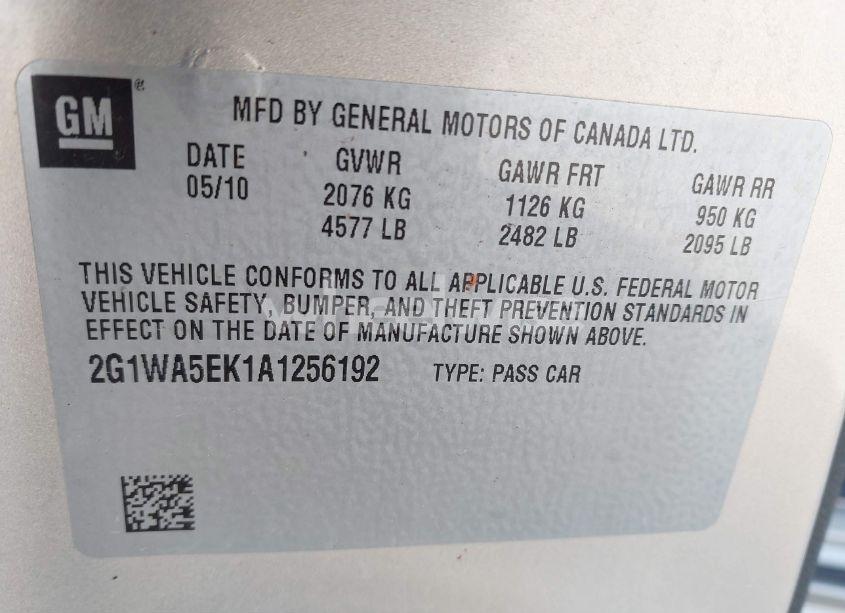 GM ®
MFD BY GENERAL MOTORS OF CANADA LTD.
DATE GVWR GAWR FRT GAWR RR
05/10 2076 KG 1126 KG 950 KG
4577 LB 2482 LB 2095 LB
THIS VEHICLE CONFORMS TO ALL APPLICABLE U.S. FEDERAL MOTOR
VEHICLE SAFETY, BUMPER, AND THEFT PREVENTION STANDARDS IN
EFFECT ON THE DATE OF MANUFACTURE SHOWN ABOVE.
2G1WA5EK1A1256192 TYPE: PASS CAR